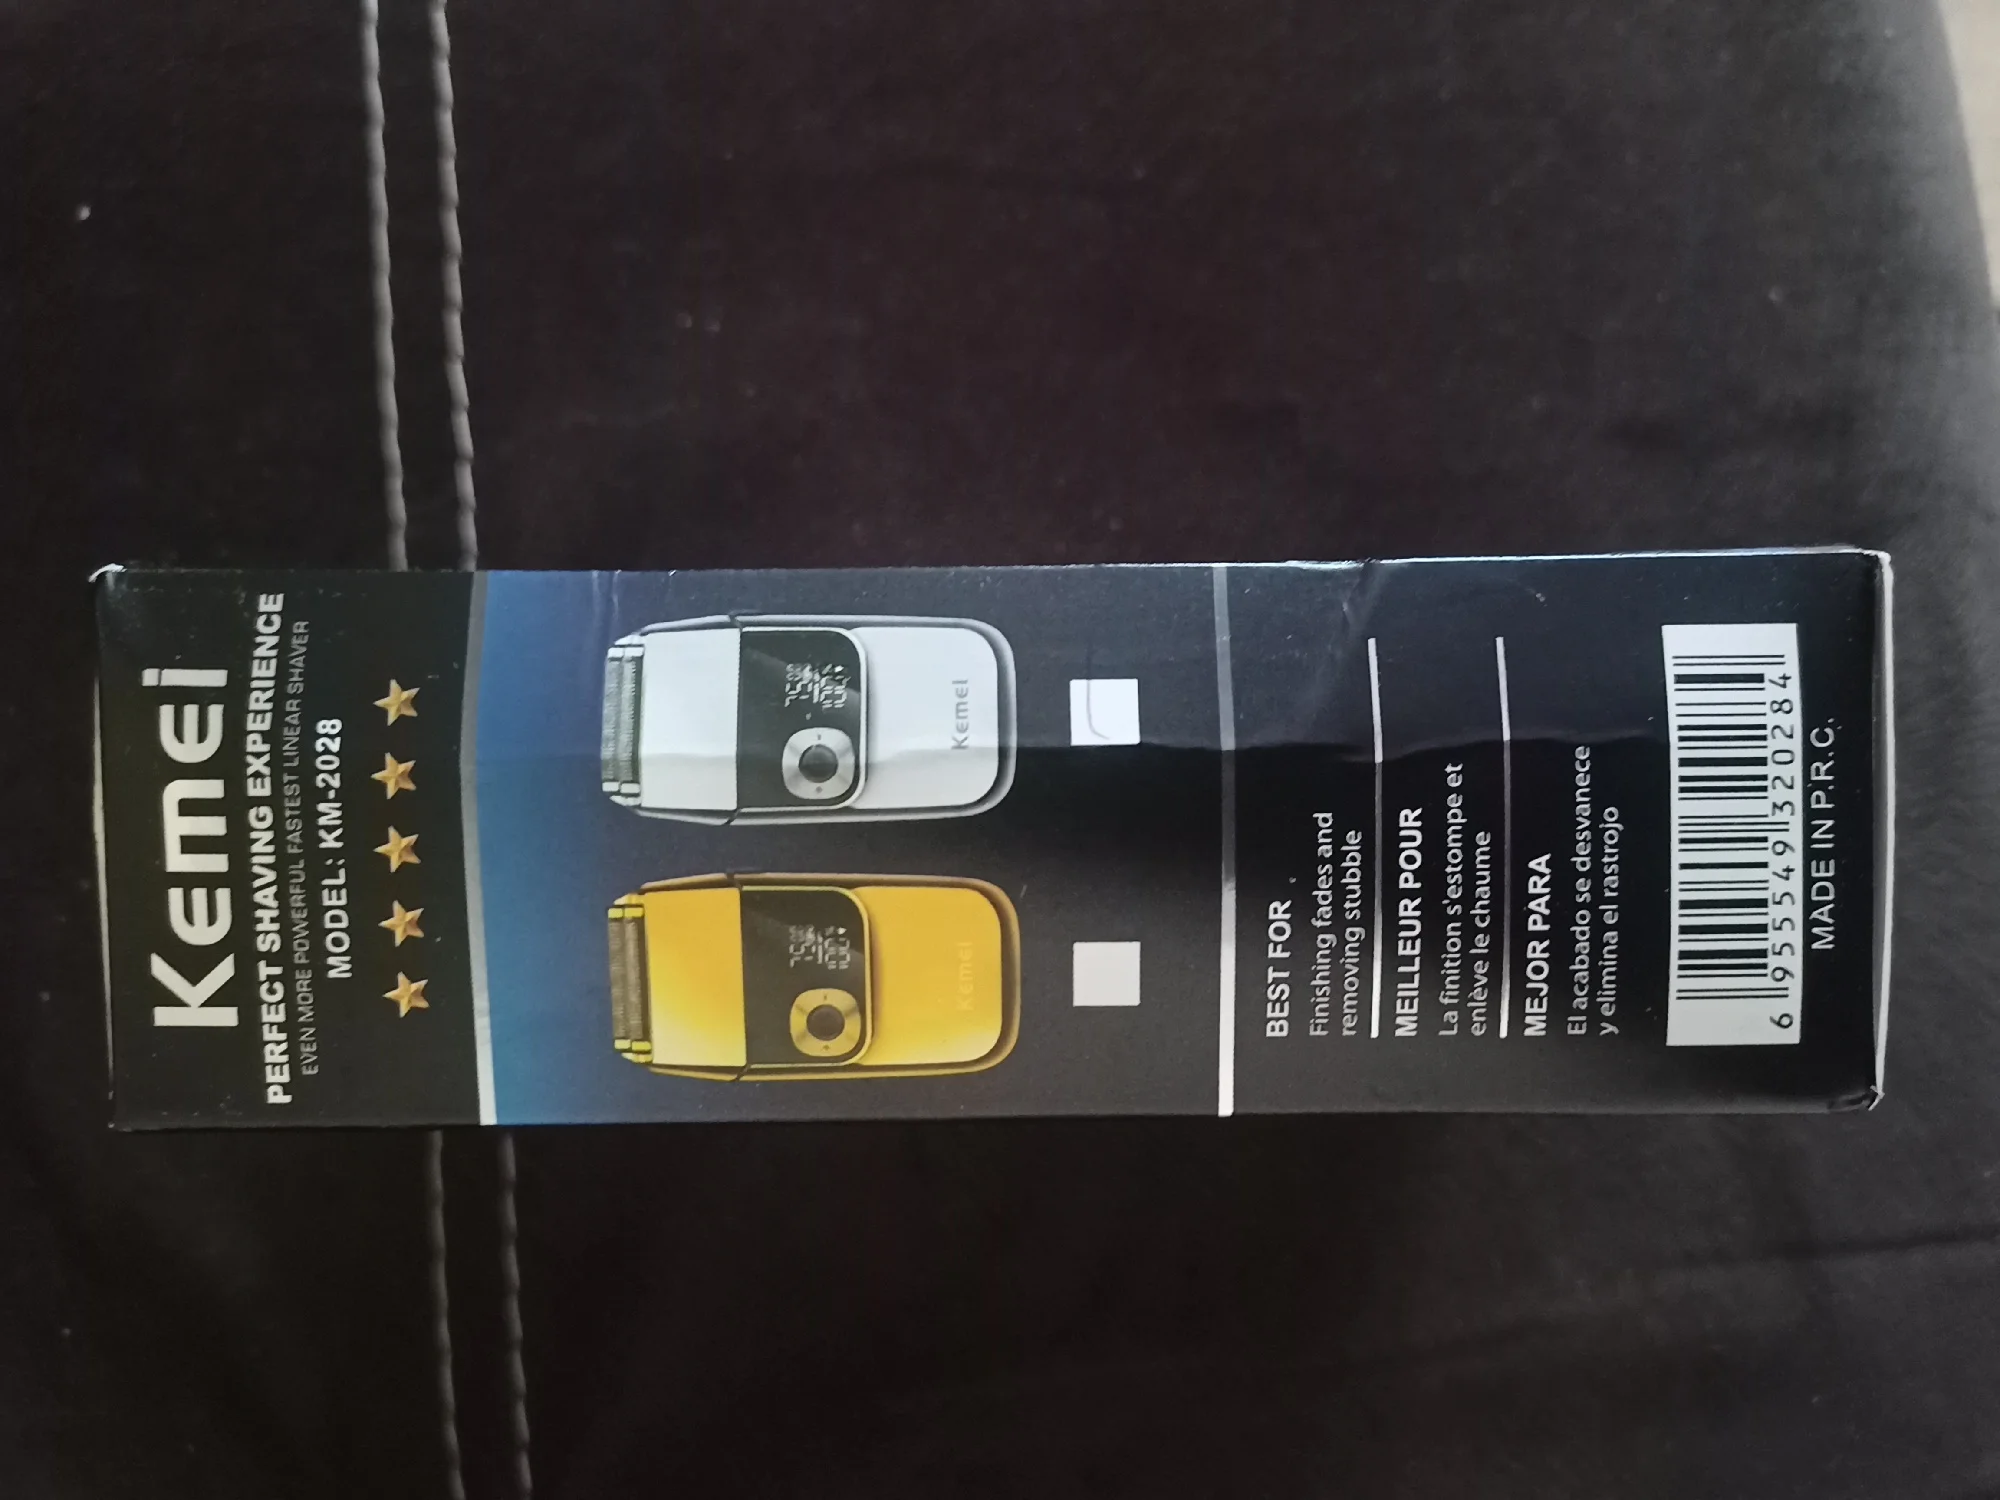 Kemei
PERFECT SHAVING EXPERIENCE
EVEN MORE POWERFUL FASTEST LINEAR SHAVER
MODEL: KM-2028
Kemei
Kemei
BEST FOR
Finishing fades and
removing stubble
MEILLEUR POUR
La finition s'estompe et
enlève le chaume
MEJOR PARA
El acabado se desvanece
y elimina el rastrojo
6 955549 320284
MADE IN P.R.C.